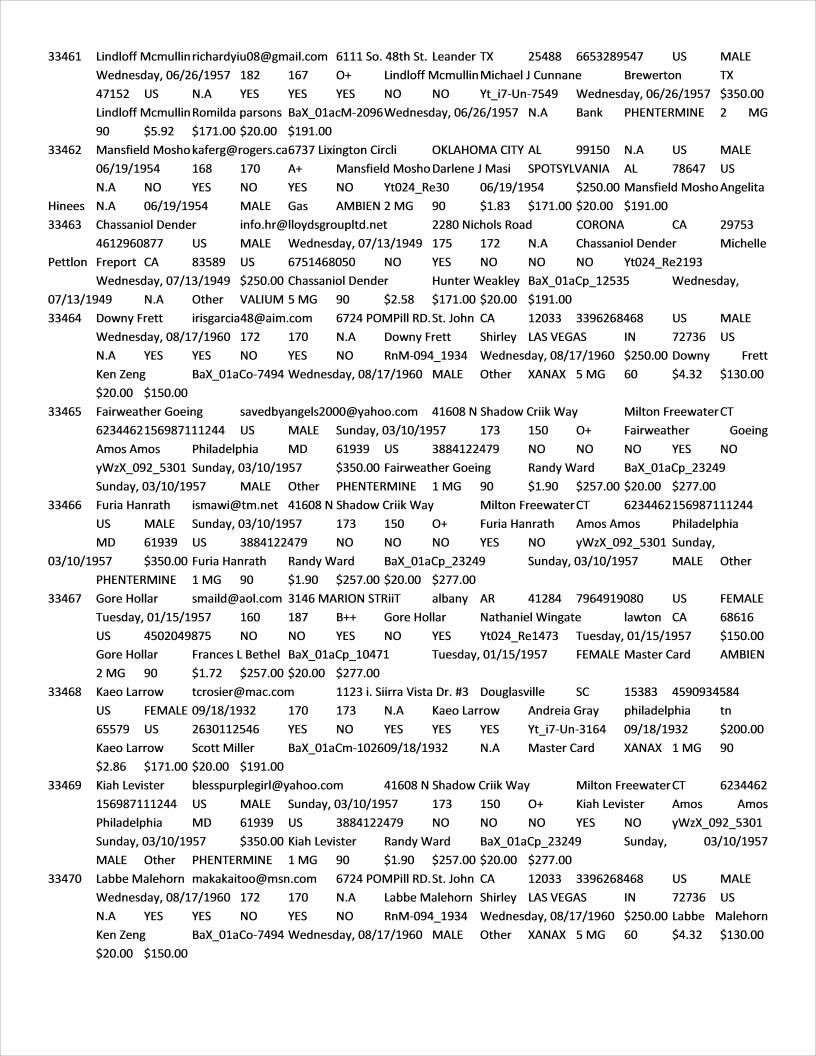 33461 Lindloff Mcmullin richardyiu08@gmail.com 6111 So. 48th St. Leander TX 25488 6653289547 US MALE
Wednesday, 06/26/1957 182 167 O+ Lindloff Mcmullin Michael J Cunnane Brewerton TX
47152 US N.A YES YES YES NO NO Yt_i7-Un-7549 Wednesday, 06/26/1957 $350.00
Lindloff Mcmullin Romilda parsons BaX_01acM-2096 Wednesday, 06/26/1957 N.A Bank PHENTERMINE 2 MG
90 $5.92 $171.00 $20.00 $191.00
33462 Mansfield Mosho kaferg@rogers.ca 6737 Lixington Circli OKLAHOMA CITY AL 99150 N.A US MALE
06/19/1954 168 170 A+ Mansfield Mosho Darlene J Masi SPOTSYLVANIA AL 78647 US
N.A NO YES NO YES NO Yt024_Re30 06/19/1954 $250.00 Mansfield Mosho Angelita
Hinees N.A 06/19/1954 MALE Gas AMBIEN 2 MG 90 $1.83 $171.00 $20.00 $191.00
33463 Chassaniol Dender info.hr@lloydsgroupltd.net 2280 Nichols Road CORONA CA 29753
4612960877 US MALE Wednesday, 07/13/1949 175 172 N.A Chassaniol Dender Michelle
Pettlon Freport CA 83589 US 6751468050 NO YES NO NO NO Yt024_Re2193
Wednesday, 07/13/1949 $250.00 Chassaniol Dender Hunter Weakley BaX_01aCp_12535 Wednesday,
07/13/1949 N.A Other VALIUM 5 MG 90 $2.58 $171.00 $20.00 $191.00
33464 Downy Frett irisgarcia48@aim.com 6724 POMPill RD. St. John CA 12033 3396268468 US MALE
Wednesday, 08/17/1960 172 170 N.A Downy Frett Shirley LAS VEGAS IN 72736 US
N.A YES YES NO YES NO RnM-094_1934 Wednesday, 08/17/1960 $250.00 Downy Frett
Ken Zeng BaX_01aCo-7494 Wednesday, 08/17/1960 MALE Other XANAX 5 MG 60 $4.32 $130.00
$20.00 $150.00
33465 Fairweather Goeing savedbyangels2000@yahoo.com 41608 N Shadow Criik Way Milton Freewater CT
6234462156987111244 US MALE Sunday, 03/10/1957 173 150 O+ Fairweather Goeing
Amos Amos Philadelphia MD 61939 US 3884122479 NO NO NO YES NO
yWzX_092_5301 Sunday, 03/10/1957 $350.00 Fairweather Goeing Randy Ward BaX_01aCp_23249
Sunday, 03/10/1957 MALE Other PHENTERMINE 1 MG 90 $1.90 $257.00 $20.00 $277.00
33466 Furia Hanrath ismawi@tm.net 41608 N Shadow Criik Way Milton Freewater CT 6234462156987111244
US MALE Sunday, 03/10/1957 173 150 O+ Furia Hanrath Amos Amos Philadelphia
MD 61939 US 3884122479 NO NO NO YES NO yWzX_092_5301 Sunday,
03/10/1957 $350.00 Furia Hanrath Randy Ward BaX_01aCp_23249 Sunday, 03/10/1957 MALE Other
PHENTERMINE 1 MG 90 $1.90 $257.00 $20.00 $277.00
33467 Gore Hollar smaild@aol.com 3146 MARION STRiiT albany AR 41284 7964919080 US FEMALE
Tuesday, 01/15/1957 160 187 B++ Gore Hollar Nathaniel Wingate lawton CA 68616
US 4502049875 NO NO YES NO YES Yt024_Re1473 Tuesday, 01/15/1957 $150.00
Gore Hollar Frances L Bethel BaX_01aCp_10471 Tuesday, 01/15/1957 FEMALE Master Card AMBIEN
2 MG 90 $1.72 $257.00 $20.00 $277.00
33468 Kaeo Larrow tcrosier@mac.com 1123 i. Siirra Vista Dr. #3 Douglasville SC 15383 4590934584
US FEMALE 09/18/1932 170 173 N.A Kaeo Larrow Andreia Gray philadelphia tn
65579 US 2630112546 YES NO YES YES YES Yt_i7-Un-3164 09/18/1932 $200.00
Kaeo Larrow Scott Miller BaX_01aCm-1026 09/18/1932 N.A Master Card XANAX 1 MG 90
$2.86 $171.00 $20.00 $191.00
33469 Kiah Levister blesspurplegirl@yahoo.com 41608 N Shadow Criik Way Milton Freewater CT 6234462
156987111244 US MALE Sunday, 03/10/1957 173 150 O+ Kiah Levister Amos Amos
Philadelphia MD 61939 US 3884122479 NO NO NO YES NO yWzX_092_5301
Sunday, 03/10/1957 $350.00 Kiah Levister Randy Ward BaX_01aCp_23249 Sunday, 03/10/1957
MALE Other PHENTERMINE 1 MG 90 $1.90 $257.00 $20.00 $277.00
33470 Labbe Malehorn makakaitoo@msn.com 6724 POMPill RD. St. John CA 12033 3396268468 US MALE
Wednesday, 08/17/1960 172 170 N.A Labbe Malehorn Shirley LAS VEGAS IN 72736 US
N.A YES YES NO YES NO RnM-094_1934 Wednesday, 08/17/1960 $250.00 Labbe Malehorn
Ken Zeng BaX_01aCo-7494 Wednesday, 08/17/1960 MALE Other XANAX 5 MG 60 $4.32 $130.00
$20.00 $150.00